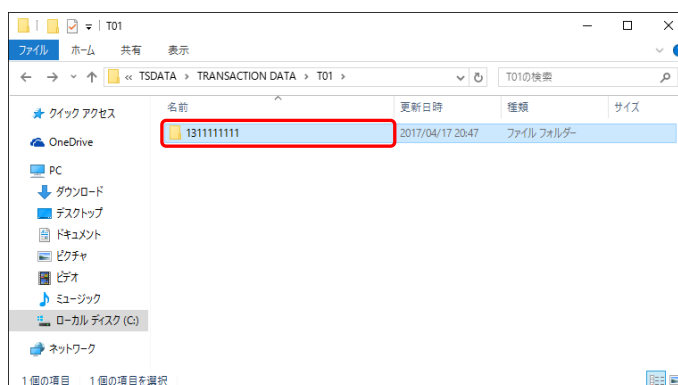 T01
ファイル ホーム 共有 表示
« TSDATA > TRANSACTION DATA > T01 > T01の検索
名前 更新日時 種類 サイズ
1311111111 2017/04/17 20:47 ファイル フォルダー
クイック アクセス
OneDrive
PC
ダウンロード
デスクトップ
ドキュメント
ピクチャ
ビデオ
ミュージック
ローカル ディスク (C:)
ネットワーク
1 個の項目 1 個の項目を選択